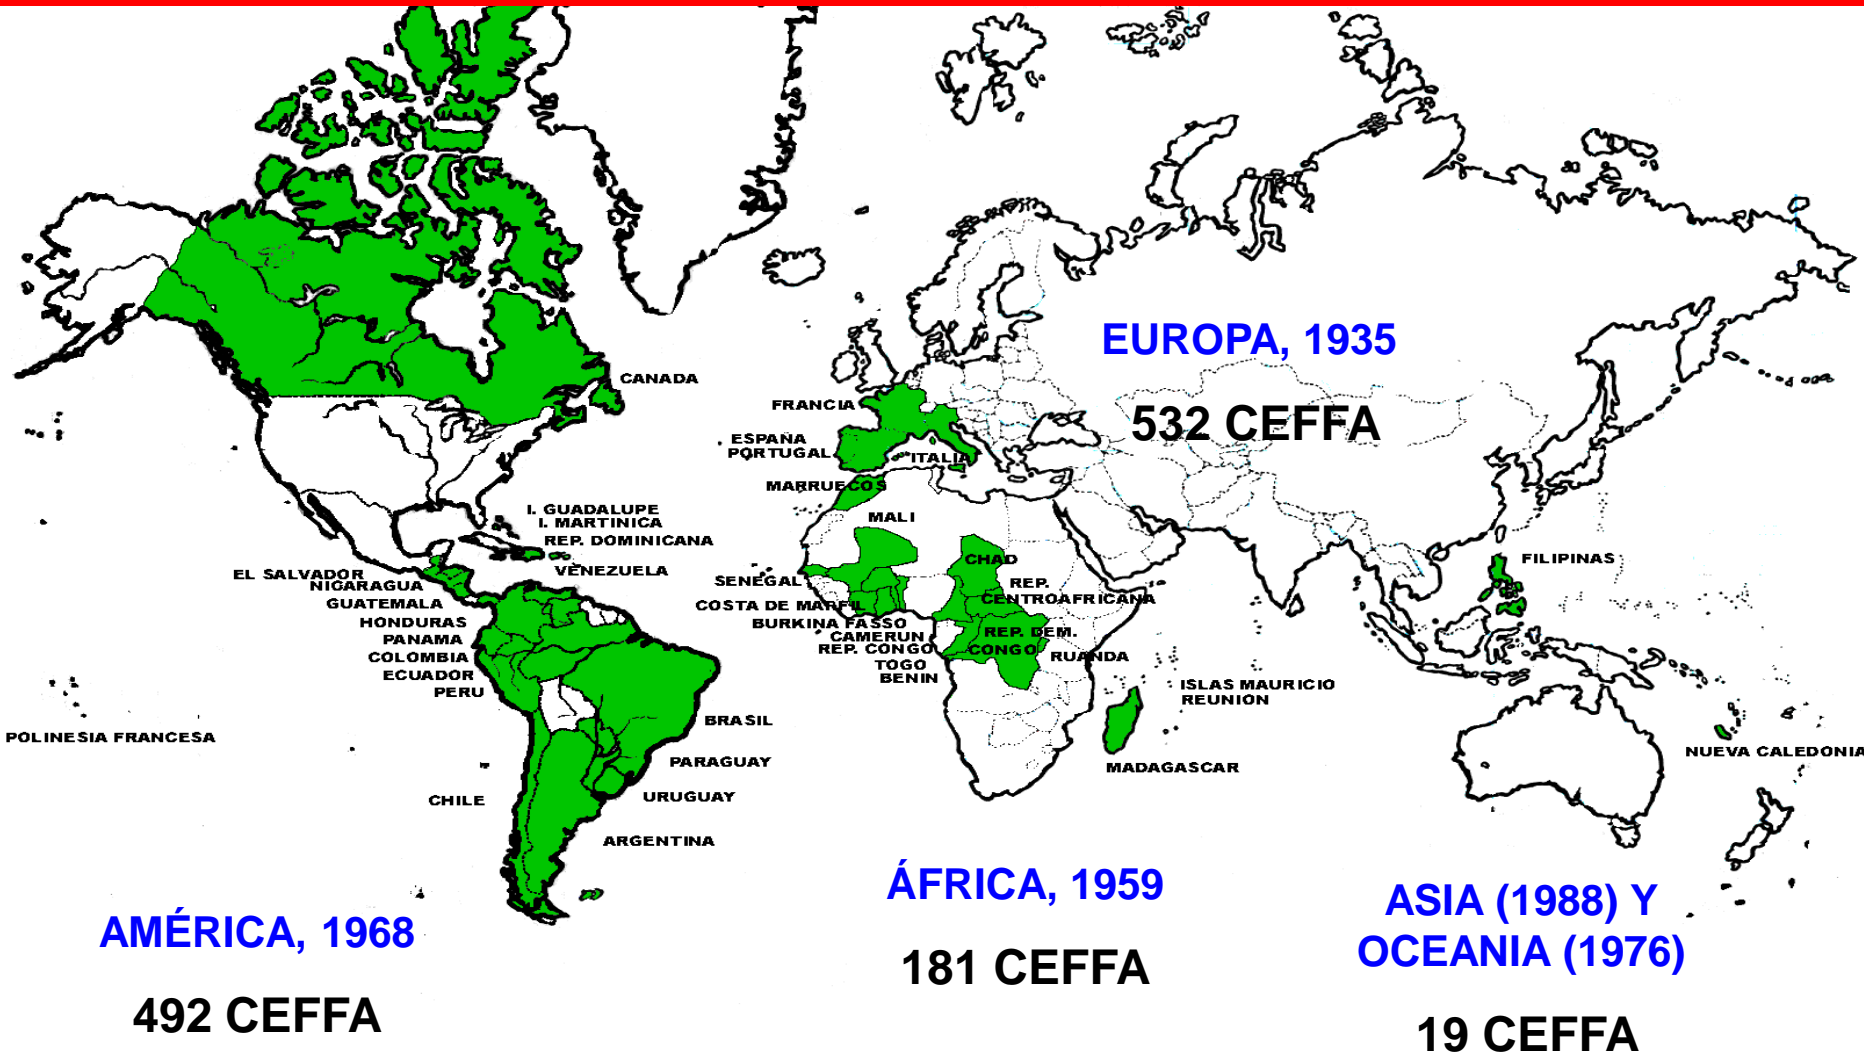 CANADA
EUROPA, 1935
532 CEFFA
FRANCIA
ESPAÑA
PORTUGAL
ITALIA
MARRUECOS
I. GUADALUPE
I. MARTINICA
REP. DOMINICANA
VENEZUELA
MALI
CHAD
FILIPINAS
EL SALVADOR
NICARAGUA
GUATEMALA
HONDURAS
PANAMA
COLOMBIA
ECUADOR
PERU
SENEGAL
COSTA DE MARFIL
BURKINA FASSO
CAMERUN
REP. CONGO
TOGO
BENIN
REP.
CENTROAFRICANA
REP. DEM.
CONGO
RUANDA
ISLAS MAURICIO
REUNION
MADAGASCAR
POLINESIA FRANCESA
BRASIL
PARAGUAY
URUGUAY
CHILE
ARGENTINA
NUEVA CALEDONIA
AMÉRICA, 1968
492 CEFFA
ÁFRICA, 1959
181 CEFFA
ASIA (1988) Y
OCEANIA (1976)
19 CEFFA